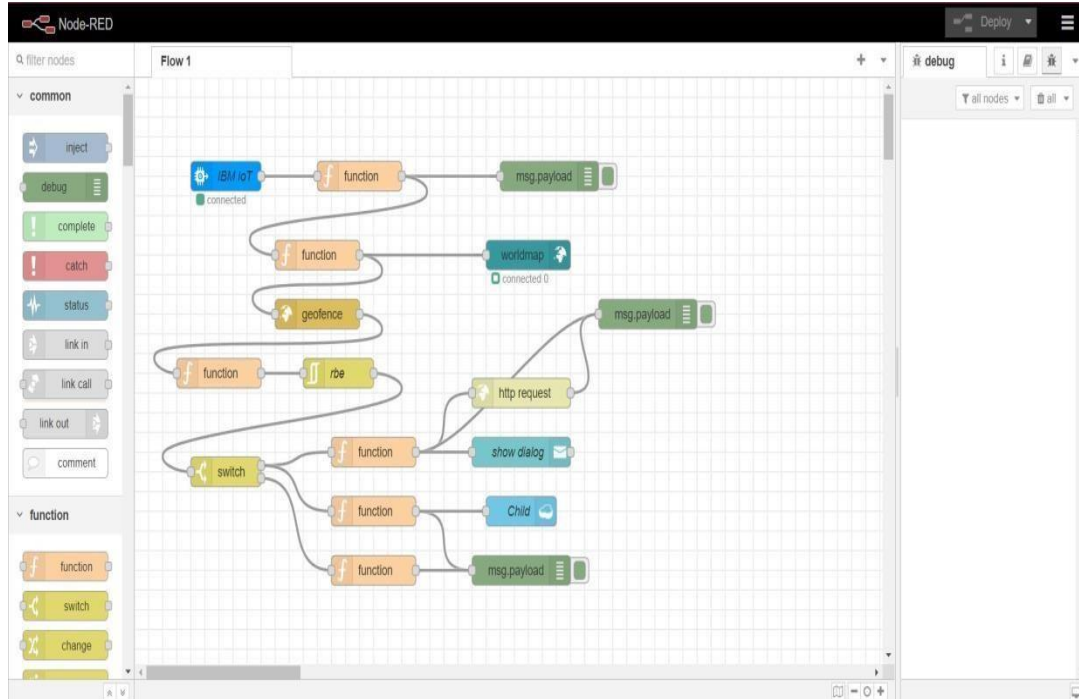 Node-RED
Deploy
filter nodes
Flow 1
debug
i
common
all nodes
all
inject
debug
complete
catch
status
link in
link call
link out
comment
function
function
switch
change
IBM IoT
connected
function
msg.payload
function
worldmap
connected 0
geofence
msg.payload
function
rbe
http request
switch
function
show dialog
function
Child
function
msg.payload